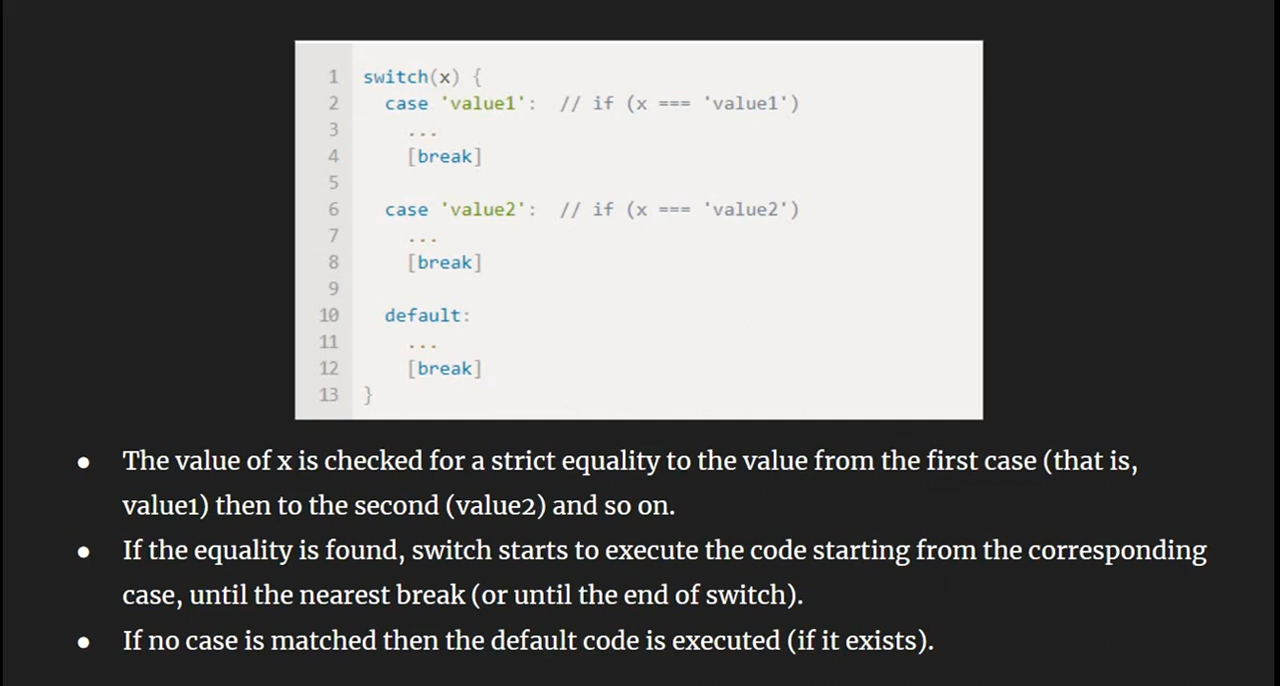 1 switch(x) {
2 case 'value1': // if (x === 'value1')
3 ...
4 [break]
5
6 case 'value2': // if (x === 'value2')
7 ...
8 [break]
9
10 default:
11 ...
12 [break]
13 }
● The value of x is checked for a strict equality to the value from the first case (that is,
value1) then to the second (value2) and so on.
● If the equality is found, switch starts to execute the code starting from the corresponding
case, until the nearest break (or until the end of switch).
● If no case is matched then the default code is executed (if it exists).